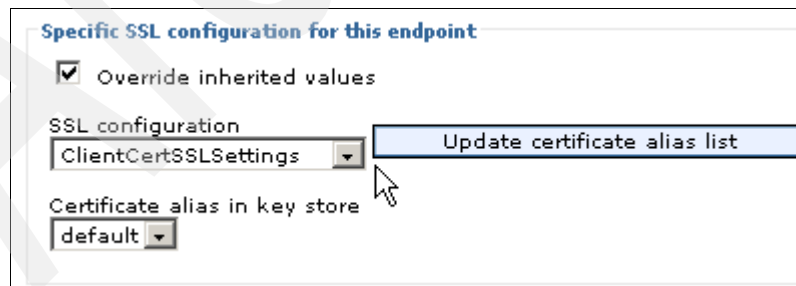 Specific SSL configuration for this endpoint
Override inherited values
SSL configuration
ClientCertSSLSettings
Update certificate alias list
Certificate alias in key store
default